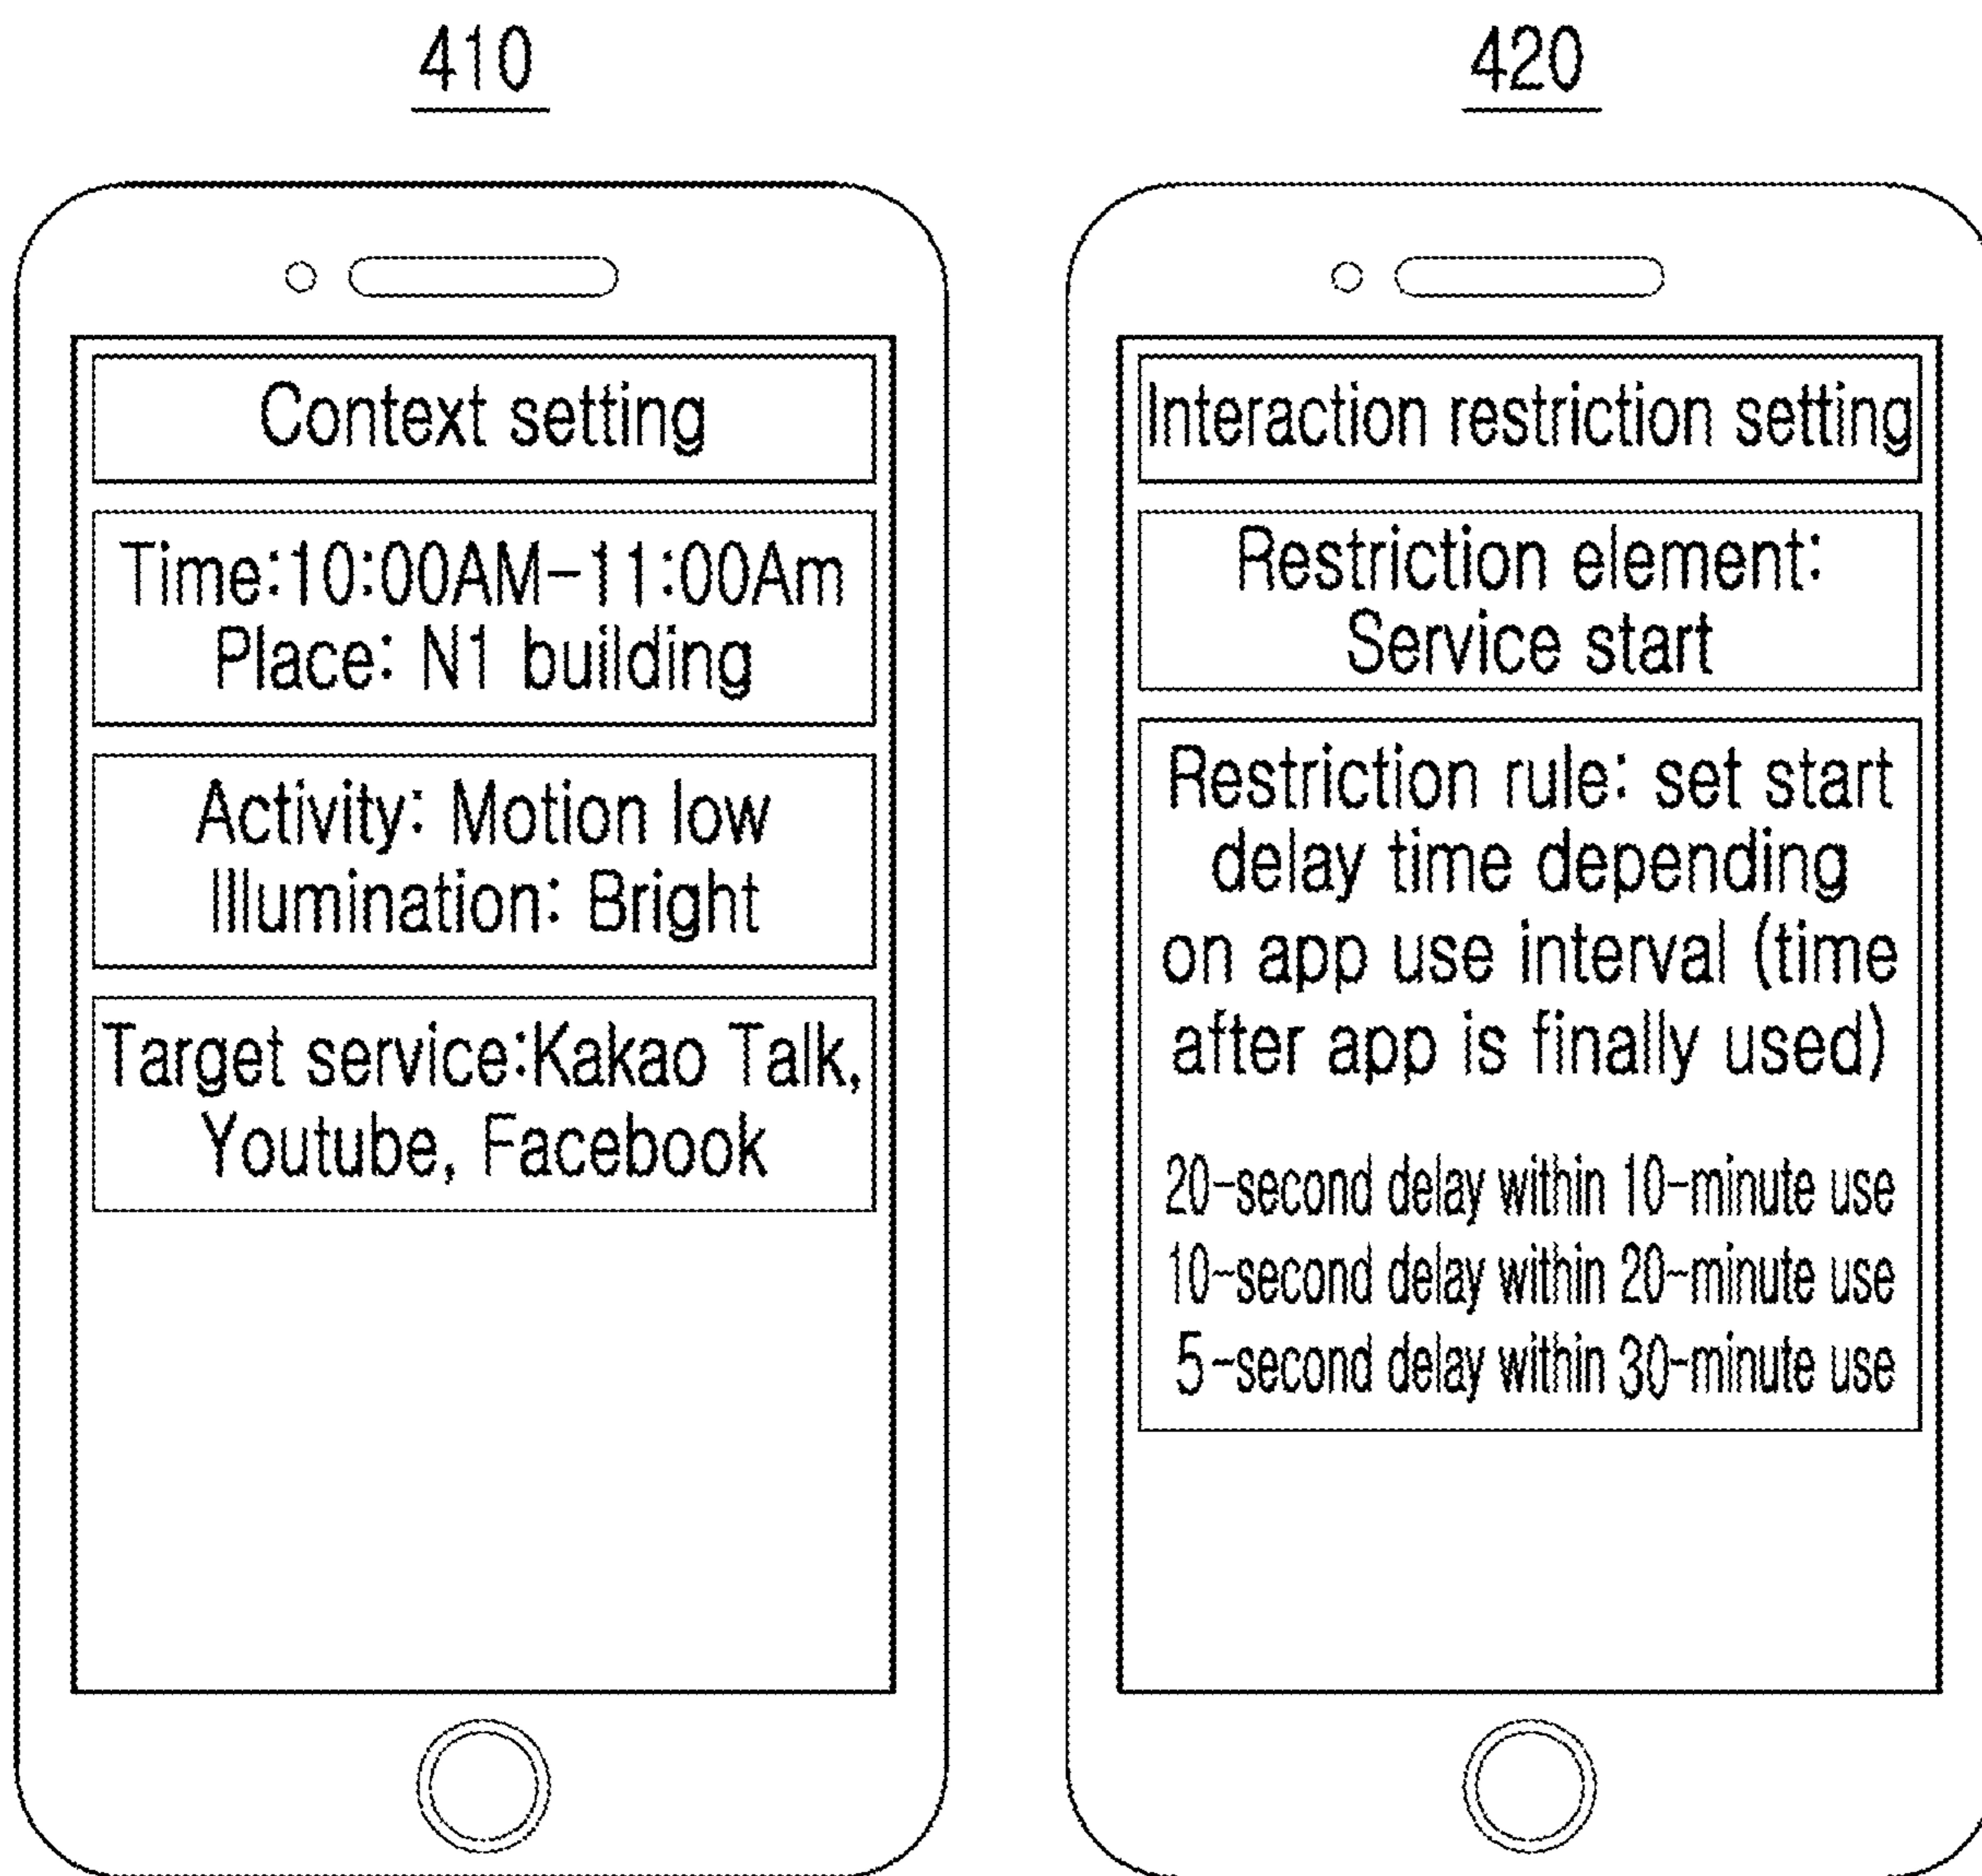 410
Context setting
Time:10:00AM-11:00Am
Place: N1 building
Activity: Motion low
Illumination: Bright
Target service:Kakao Talk,
Youtube, Facebook
420
Interaction restriction setting
Restriction element:
Service start
Restriction rule: set start
delay time depending
on app use interval (time
after app is finally used)
20-second delay within 10-minute use
10-second delay within 20-minute use
5-second delay within 30-minute use